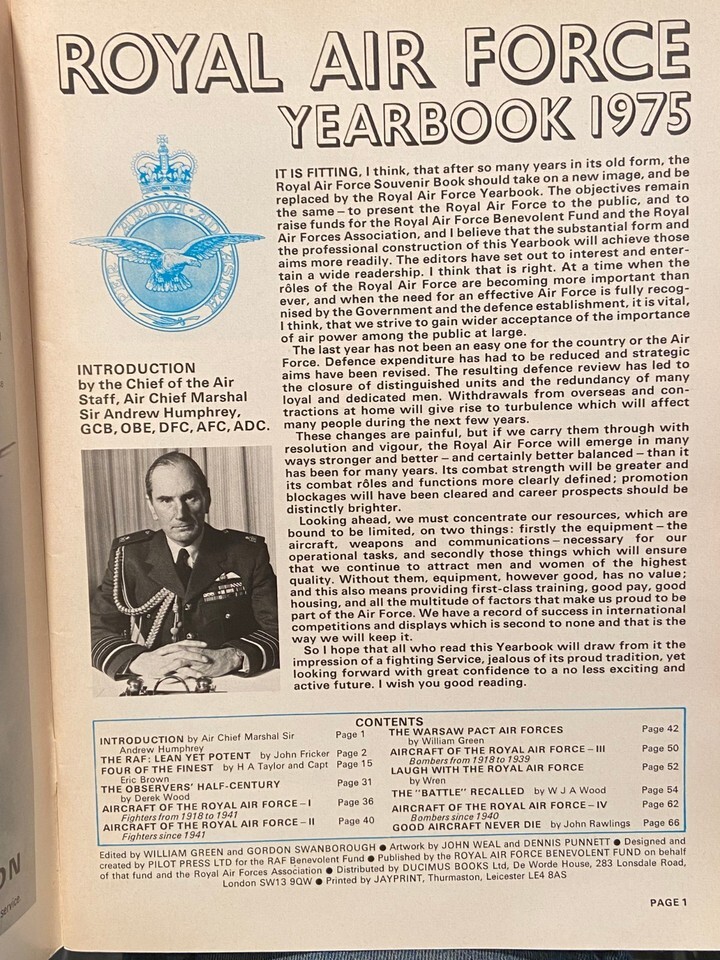 ROYAL AIR FORCE
YEARBOOK 1975
IT IS FITTING, I think, that after so many years in its old form, the
Royal Air Force Souvenir Book should take on a new image, and be
replaced by the Royal Air Force Yearbook. The objectives remain
the same – to present the Royal Air Force to the public, and to
raise funds for the Royal Air Force Benevolent Fund and the Royal
Air Forces Association, and I believe that the substantial form and
the professional construction of this Yearbook will achieve those
aims more readily. The editors have set out to interest and enter-
tain a wide readership. I think that is right. At a time when the
rôles of the Royal Air Force are becoming more important than
ever, and when the need for an effective Air Force is fully recog-
nised by the Government and the defence establishment, it is vital,
I think, that we strive to gain wider acceptance of the importance
of air power among the public at large.
The last year has not been an easy one for the country or the Air
Force. Defence expenditure has had to be reduced and strategic
aims have been revised. The resulting defence review has led to
the closure of distinguished units and the redundancy of many
loyal and dedicated men. Withdrawals from overseas and con-
tractions at home will give rise to turbulence which will affect
many people during the next few years.
These changes are painful, but if we carry them through with
resolution and vigour, the Royal Air Force will emerge in many
ways stronger and better – and certainly better balanced – than it
has been for many years. Its combat strength will be greater and
its combat rôles and functions more clearly defined; promotion
blockages will have been cleared and career prospects should be
distinctly brighter.
Looking ahead, we must concentrate our resources, which are
bound to be limited, on two things: firstly the equipment – the
aircraft, weapons and communications – necessary for our
operational tasks, and secondly those things which will ensure
that we continue to attract men and women of the highest
quality. Without them, equipment, however good, has no value;
and this also means providing first-class training, good pay, good
housing, and all the multitude of factors that make us proud to be
part of the Air Force. We have a record of success in international
competitions and displays which is second to none and that is the
way we will keep it.
So I hope that all who read this Yearbook will draw from it the
impression of a fighting Service, jealous of its proud tradition, yet
looking forward with great confidence to a no less exciting and
active future. I wish you good reading.
PER ARDUA AD ASTRA
INTRODUCTION
by the Chief of the Air
Staff, Air Chief Marshal
Sir Andrew Humphrey,
GCB, OBE, DFC, AFC, ADC.
CONTENTS
INTRODUCTION by Air Chief Marshal Sir Page 1
Andrew Humphrey
THE RAF: LEAN YET POTENT by John Fricker Page 2
FOUR OF THE FINEST by H A Taylor and Capt Page 15
Eric Brown
THE OBSERVERS' HALF-CENTURY Page 31
by Derek Wood
AIRCRAFT OF THE ROYAL AIR FORCE – I Page 36
Fighters from 1918 to 1941
AIRCRAFT OF THE ROYAL AIR FORCE – II Page 40
Fighters since 1941
THE WARSAW PACT AIR FORCES Page 42
by William Green
AIRCRAFT OF THE ROYAL AIR FORCE – III Page 50
Bombers from 1918 to 1939
LAUGH WITH THE ROYAL AIR FORCE Page 52
by Wren
THE "BATTLE" RECALLED by W J A Wood Page 54
AIRCRAFT OF THE ROYAL AIR FORCE – IV Page 62
Bombers since 1940
GOOD AIRCRAFT NEVER DIE by John Rawlings Page 66
Edited by WILLIAM GREEN and GORDON SWANBOROUGH ● Artwork by JOHN WEAL and DENNIS PUNNETT ● Designed and
created by PILOT PRESS LTD for the RAF Benevolent Fund ● Published by the ROYAL AIR FORCE BENEVOLENT FUND on behalf
of that fund and the Royal Air Forces Association ● Distributed by DUCIMUS BOOKS Ltd, De Worde House, 283 Lonsdale Road,
London SW13 9QW ● Printed by JAYPRINT, Thurmaston, Leicester LE4 8AS
PAGE 1
ON
service.